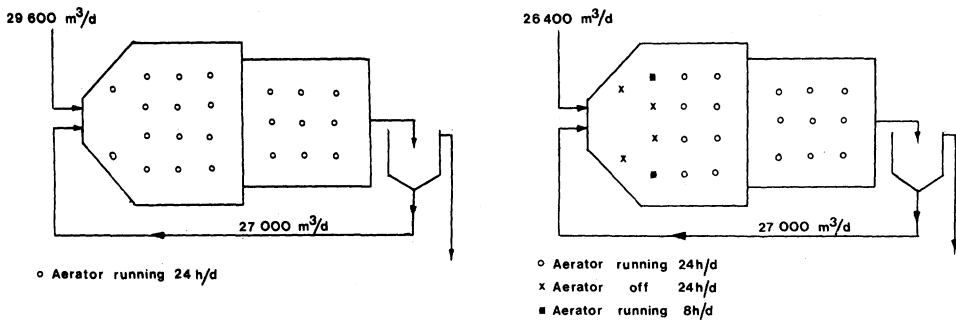 29 600 m³/d
27 000 m³/d
o Aerator running 24 h/d
26 400 m³/d
27 000 m³/d
o Aerator running 24h/d
x Aerator off 24h/d
■ Aerator running 8h/d